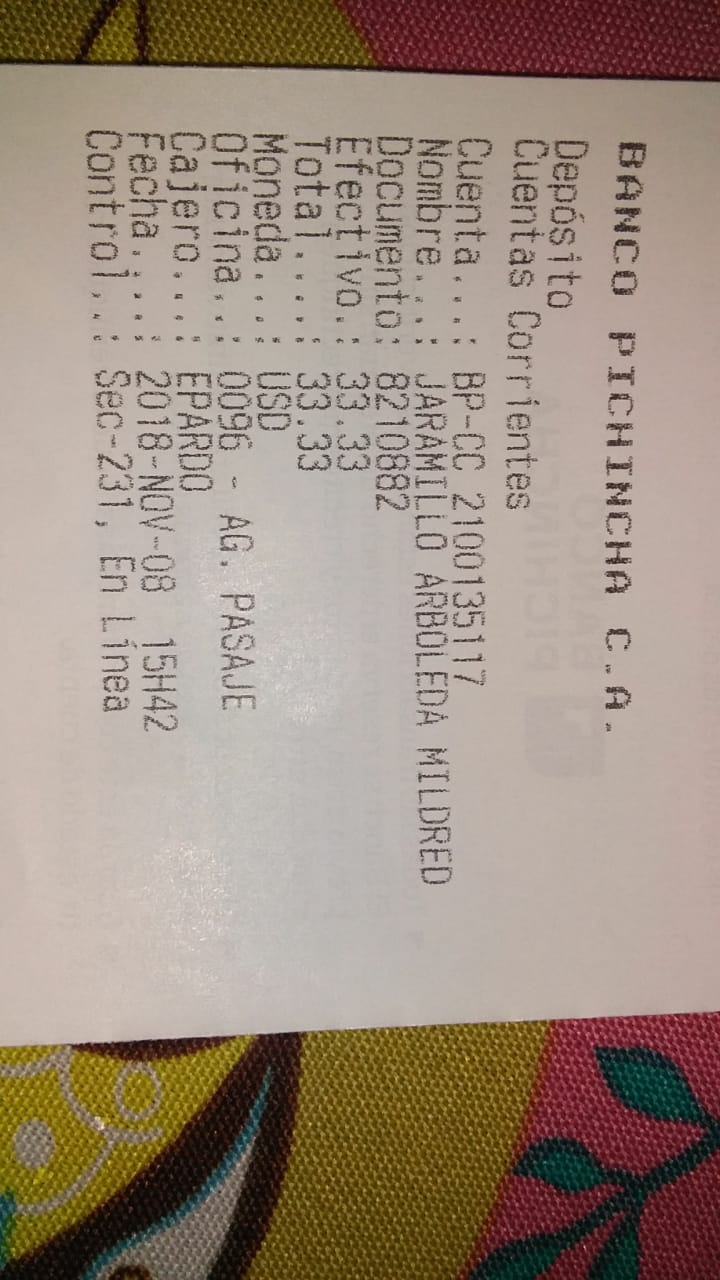 BANCO PICHINCHA C.A.
Depósito
Cuentas Corrientes
Cuenta....: BP-CC 2100135117
Nombre....: JARAMILLO ARBOLEDA MILDRED
Documento: 8210882
Efectivo..: 33.33
Total.....: 33.33
Moneda....: USD
Oficina...: 0096 - AG. PASAJE
Cajero....: EPARDO
Fecha.....: 2018-NOV-08 15H42
Control...: Sec-231, En Línea